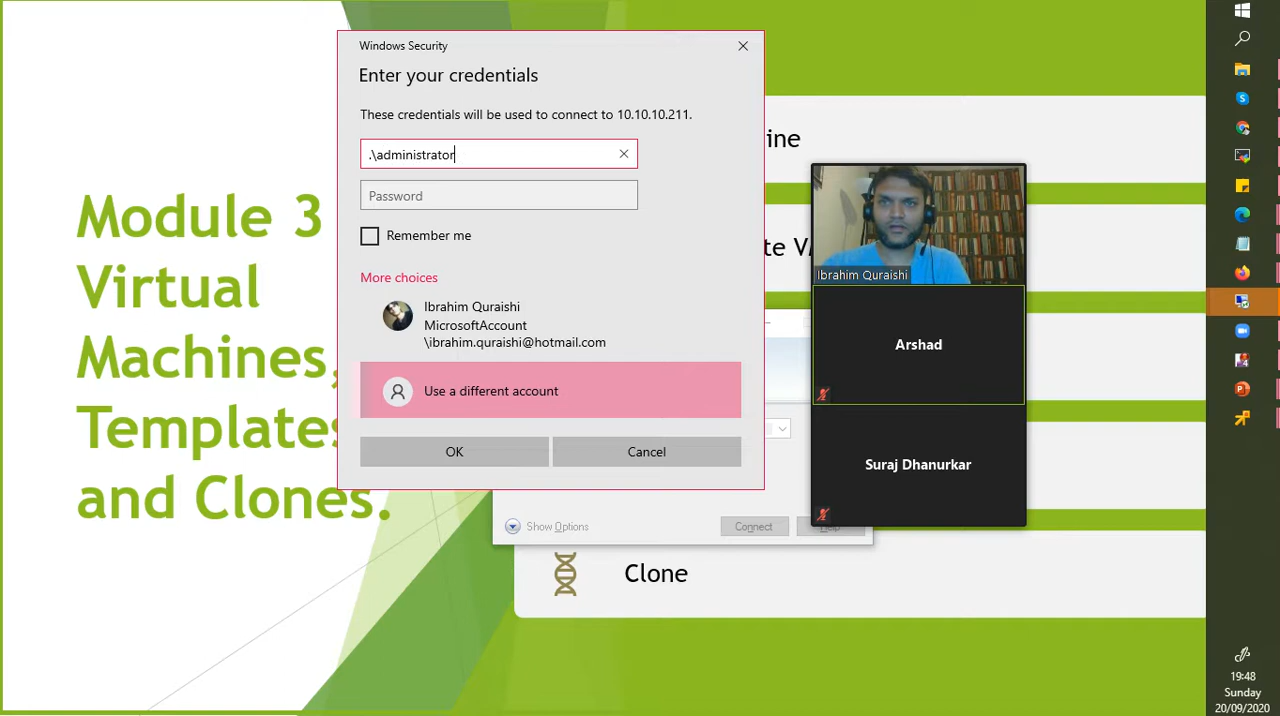 Module 3
Virtual
Machines,
Templates
and Clones.
Windows Security
Enter your credentials
These credentials will be used to connect to 10.10.10.211.
.\administrator
Password
Remember me
More choices
Ibrahim Quraishi
MicrosoftAccount
\ibrahim.quraishi@hotmail.com
Use a different account
OK
Cancel
Show Options
Connect
Help
Clone
Ibrahim Quraishi
Arshad
Suraj Dhanurkar
19:48
Sunday
20/09/2020